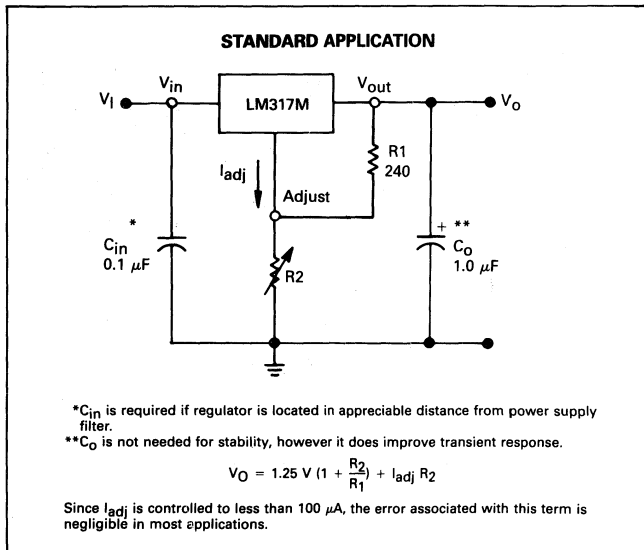 STANDARD APPLICATION
Vin
Vout
VI
LM317M
Vo
R1
240
Iadj
Adjust
*
Cin
0.1 μF
R2
+ **
Co
1.0 μF
*Cin is required if regulator is located in appreciable distance from power supply
filter.
**Co is not needed for stability, however it does improve transient response.
VO = 1.25 V (1 + R2/R1) + Iadj R2
Since Iadj is controlled to less than 100 μA, the error associated with this term is
negligible in most applications.